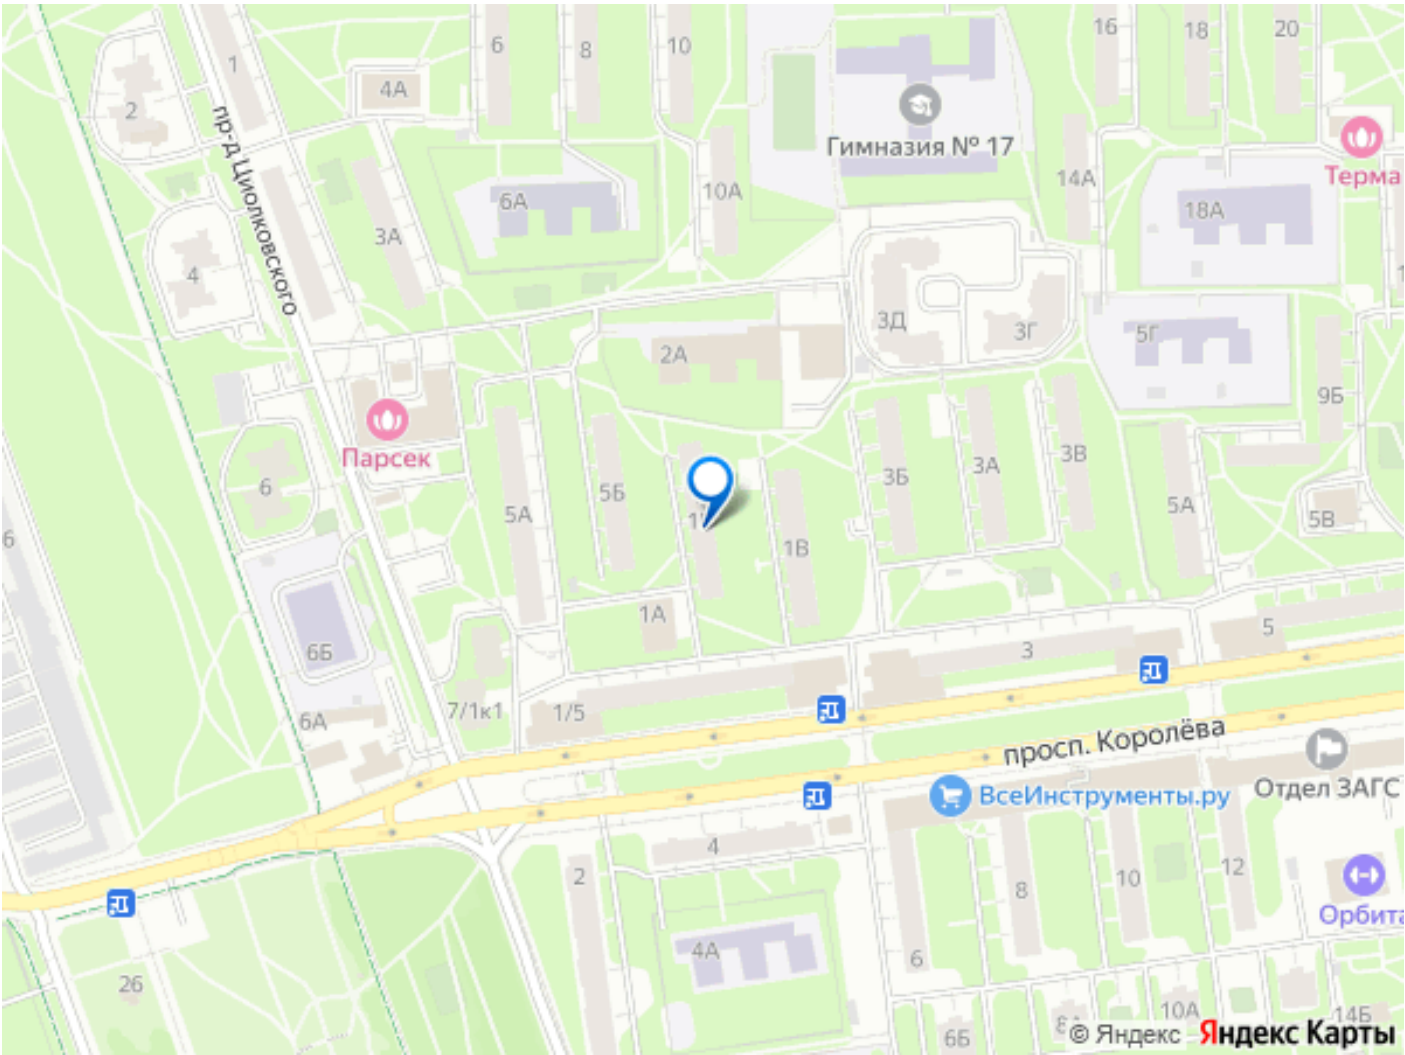 6
8
10
16
18
20
1
4А
2
пр-д Циолковского
Гимназия № 17
Терма
14А
10А
6А
18А
3А
4
3Д
3Г
5Г
2А
9Б
Парсек
3Б
3А
3В
6
5Б
5А
5А
5В
1В
6
1А
6Б
5
3
7/1к1
1/5
6А
просп. Королёва
Отдел ЗАГС
ВсеИнструменты.ру
4
2
8
10
12
Орбита
4А
6
26
10А
14Б
6Б
© Яндекс Яндекс Карты